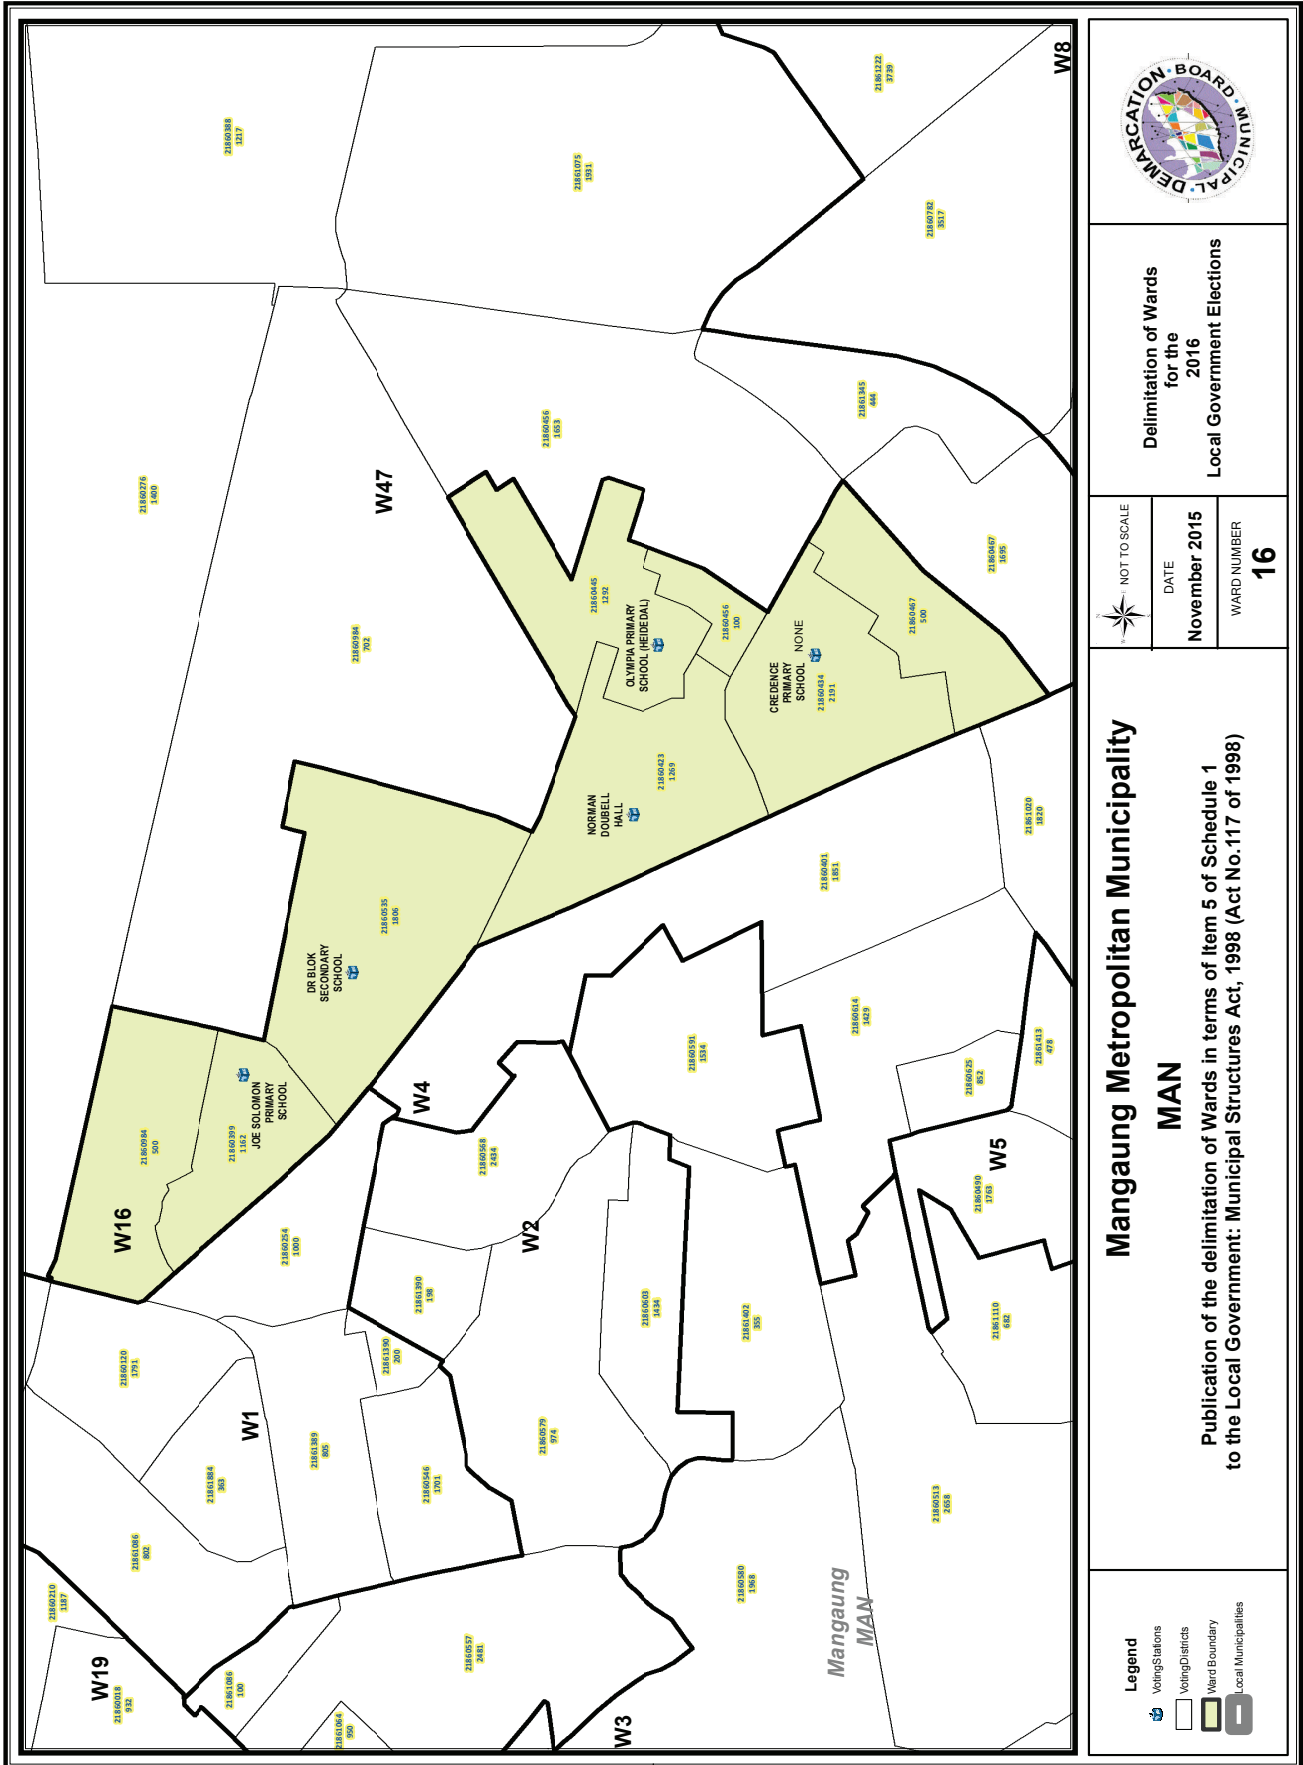 21860388
1217
21861222
3739
W8
21861075
1931
21860782
3517
21860276
1400
W47
21860456
1653
21861345
444
21860984
702
21860445
1292
OLYMPIA PRIMARY
SCHOOL (HEIDEDAL)
21860456
100
CREDENCE
PRIMARY
SCHOOL
NONE
21860434
2191
21860467
500
21860467
1695
NORMAN
DOUBELL
HALL
21860423
1269
DR BLOK
SECONDARY
SCHOOL
21860535
1806
21860401
1851
21861020
1820
W16
21860984
500
21860399
1162
JOE SOLOMON
PRIMARY
SCHOOL
21860254
1000
W4
21860568
2434
W2
21860591
1534
21860614
1429
21860625
852
21861413
478
W5
21860490
1763
21861110
682
21861390
198
21861390
200
21860603
1434
21861402
355
21860120
1791
W1
21861884
363
21861389
805
21860546
1701
21860579
974
21860513
2658
21861086
802
21860210
1187
W19
21860018
932
21861086
100
21861064
950
21860557
2481
W3
21860580
1968
Mangaung
MAN
DEMARCATION • BOARD • MUNICIPAL •
Delimitation of Wards
for the
2016
Local Government Elections
N
W
E
S
NOT TO SCALE
DATE
November 2015
WARD NUMBER
16
Mangaung Metropolitan Municipality
MAN
Publication of the delimitation of Wards in terms of Item 5 of Schedule 1
to the Local Government: Municipal Structures Act, 1998 (Act No.117 of 1998)
Legend
VotingStations
VotingDistricts
Ward Boundary
Local Municipalities